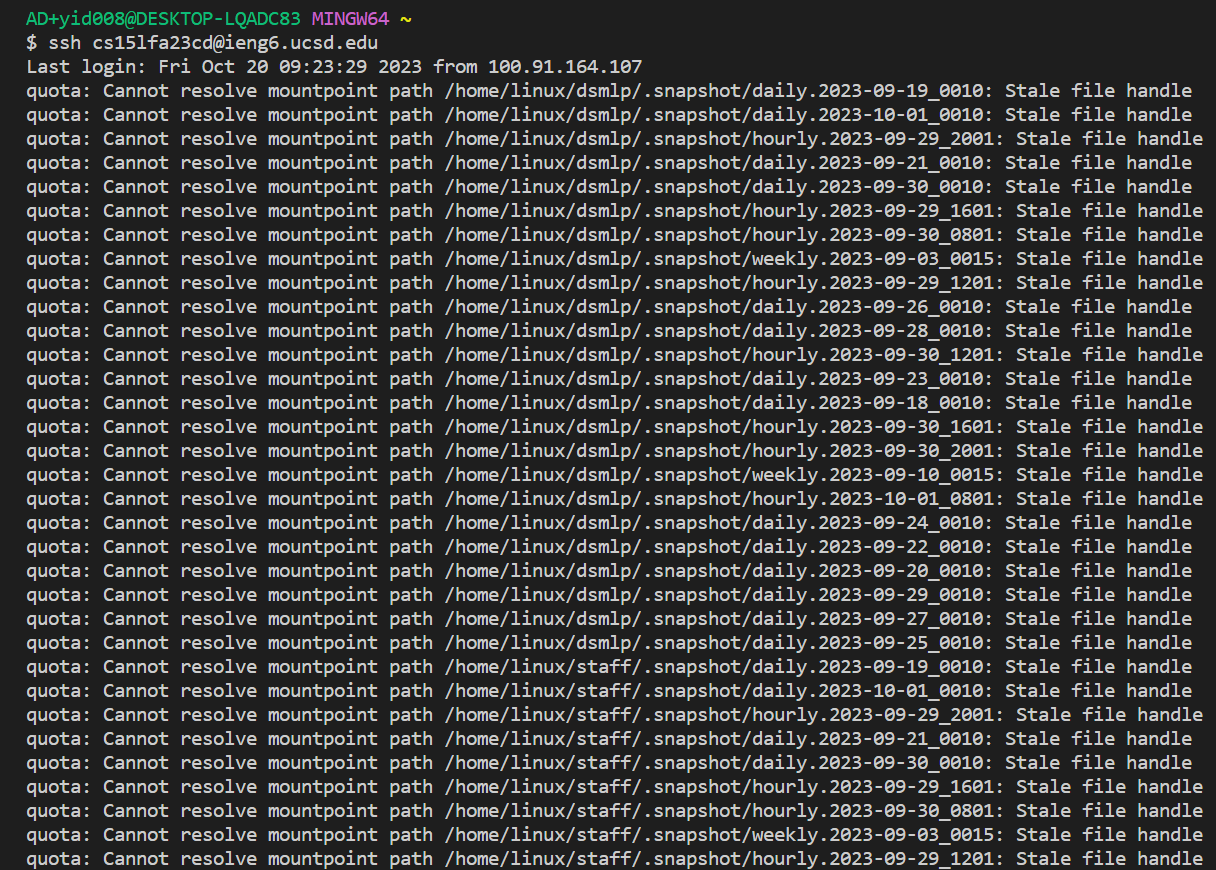 AD+yid008@DESKTOP-LQADC83 MINGW64 ~
$ ssh cs15lfa23cd@ieng6.ucsd.edu
Last login: Fri Oct 20 09:23:29 2023 from 100.91.164.107
quota: Cannot resolve mountpoint path /home/linux/dsmlp/.snapshot/daily.2023-09-19_0010: Stale file handle
quota: Cannot resolve mountpoint path /home/linux/dsmlp/.snapshot/daily.2023-10-01_0010: Stale file handle
quota: Cannot resolve mountpoint path /home/linux/dsmlp/.snapshot/hourly.2023-09-29_2001: Stale file handle
quota: Cannot resolve mountpoint path /home/linux/dsmlp/.snapshot/daily.2023-09-21_0010: Stale file handle
quota: Cannot resolve mountpoint path /home/linux/dsmlp/.snapshot/daily.2023-09-30_0010: Stale file handle
quota: Cannot resolve mountpoint path /home/linux/dsmlp/.snapshot/hourly.2023-09-29_1601: Stale file handle
quota: Cannot resolve mountpoint path /home/linux/dsmlp/.snapshot/hourly.2023-09-30_0801: Stale file handle
quota: Cannot resolve mountpoint path /home/linux/dsmlp/.snapshot/weekly.2023-09-03_0015: Stale file handle
quota: Cannot resolve mountpoint path /home/linux/dsmlp/.snapshot/hourly.2023-09-29_1201: Stale file handle
quota: Cannot resolve mountpoint path /home/linux/dsmlp/.snapshot/daily.2023-09-26_0010: Stale file handle
quota: Cannot resolve mountpoint path /home/linux/dsmlp/.snapshot/daily.2023-09-28_0010: Stale file handle
quota: Cannot resolve mountpoint path /home/linux/dsmlp/.snapshot/hourly.2023-09-30_1201: Stale file handle
quota: Cannot resolve mountpoint path /home/linux/dsmlp/.snapshot/daily.2023-09-23_0010: Stale file handle
quota: Cannot resolve mountpoint path /home/linux/dsmlp/.snapshot/daily.2023-09-18_0010: Stale file handle
quota: Cannot resolve mountpoint path /home/linux/dsmlp/.snapshot/hourly.2023-09-30_1601: Stale file handle
quota: Cannot resolve mountpoint path /home/linux/dsmlp/.snapshot/hourly.2023-09-30_2001: Stale file handle
quota: Cannot resolve mountpoint path /home/linux/dsmlp/.snapshot/weekly.2023-09-10_0015: Stale file handle
quota: Cannot resolve mountpoint path /home/linux/dsmlp/.snapshot/hourly.2023-10-01_0801: Stale file handle
quota: Cannot resolve mountpoint path /home/linux/dsmlp/.snapshot/daily.2023-09-24_0010: Stale file handle
quota: Cannot resolve mountpoint path /home/linux/dsmlp/.snapshot/daily.2023-09-22_0010: Stale file handle
quota: Cannot resolve mountpoint path /home/linux/dsmlp/.snapshot/daily.2023-09-20_0010: Stale file handle
quota: Cannot resolve mountpoint path /home/linux/dsmlp/.snapshot/daily.2023-09-29_0010: Stale file handle
quota: Cannot resolve mountpoint path /home/linux/dsmlp/.snapshot/daily.2023-09-27_0010: Stale file handle
quota: Cannot resolve mountpoint path /home/linux/dsmlp/.snapshot/daily.2023-09-25_0010: Stale file handle
quota: Cannot resolve mountpoint path /home/linux/staff/.snapshot/daily.2023-09-19_0010: Stale file handle
quota: Cannot resolve mountpoint path /home/linux/staff/.snapshot/daily.2023-10-01_0010: Stale file handle
quota: Cannot resolve mountpoint path /home/linux/staff/.snapshot/hourly.2023-09-29_2001: Stale file handle
quota: Cannot resolve mountpoint path /home/linux/staff/.snapshot/daily.2023-09-21_0010: Stale file handle
quota: Cannot resolve mountpoint path /home/linux/staff/.snapshot/daily.2023-09-30_0010: Stale file handle
quota: Cannot resolve mountpoint path /home/linux/staff/.snapshot/hourly.2023-09-29_1601: Stale file handle
quota: Cannot resolve mountpoint path /home/linux/staff/.snapshot/hourly.2023-09-30_0801: Stale file handle
quota: Cannot resolve mountpoint path /home/linux/staff/.snapshot/weekly.2023-09-03_0015: Stale file handle
quota: Cannot resolve mountpoint path /home/linux/staff/.snapshot/hourly.2023-09-29_1201: Stale file handle